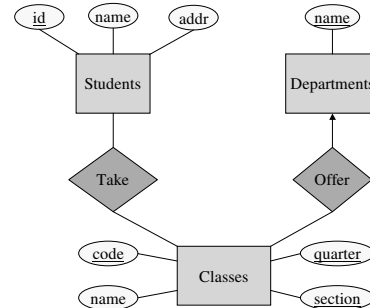 id name addr name
Students Departments
Take Offer
code quarter
Classes
name section